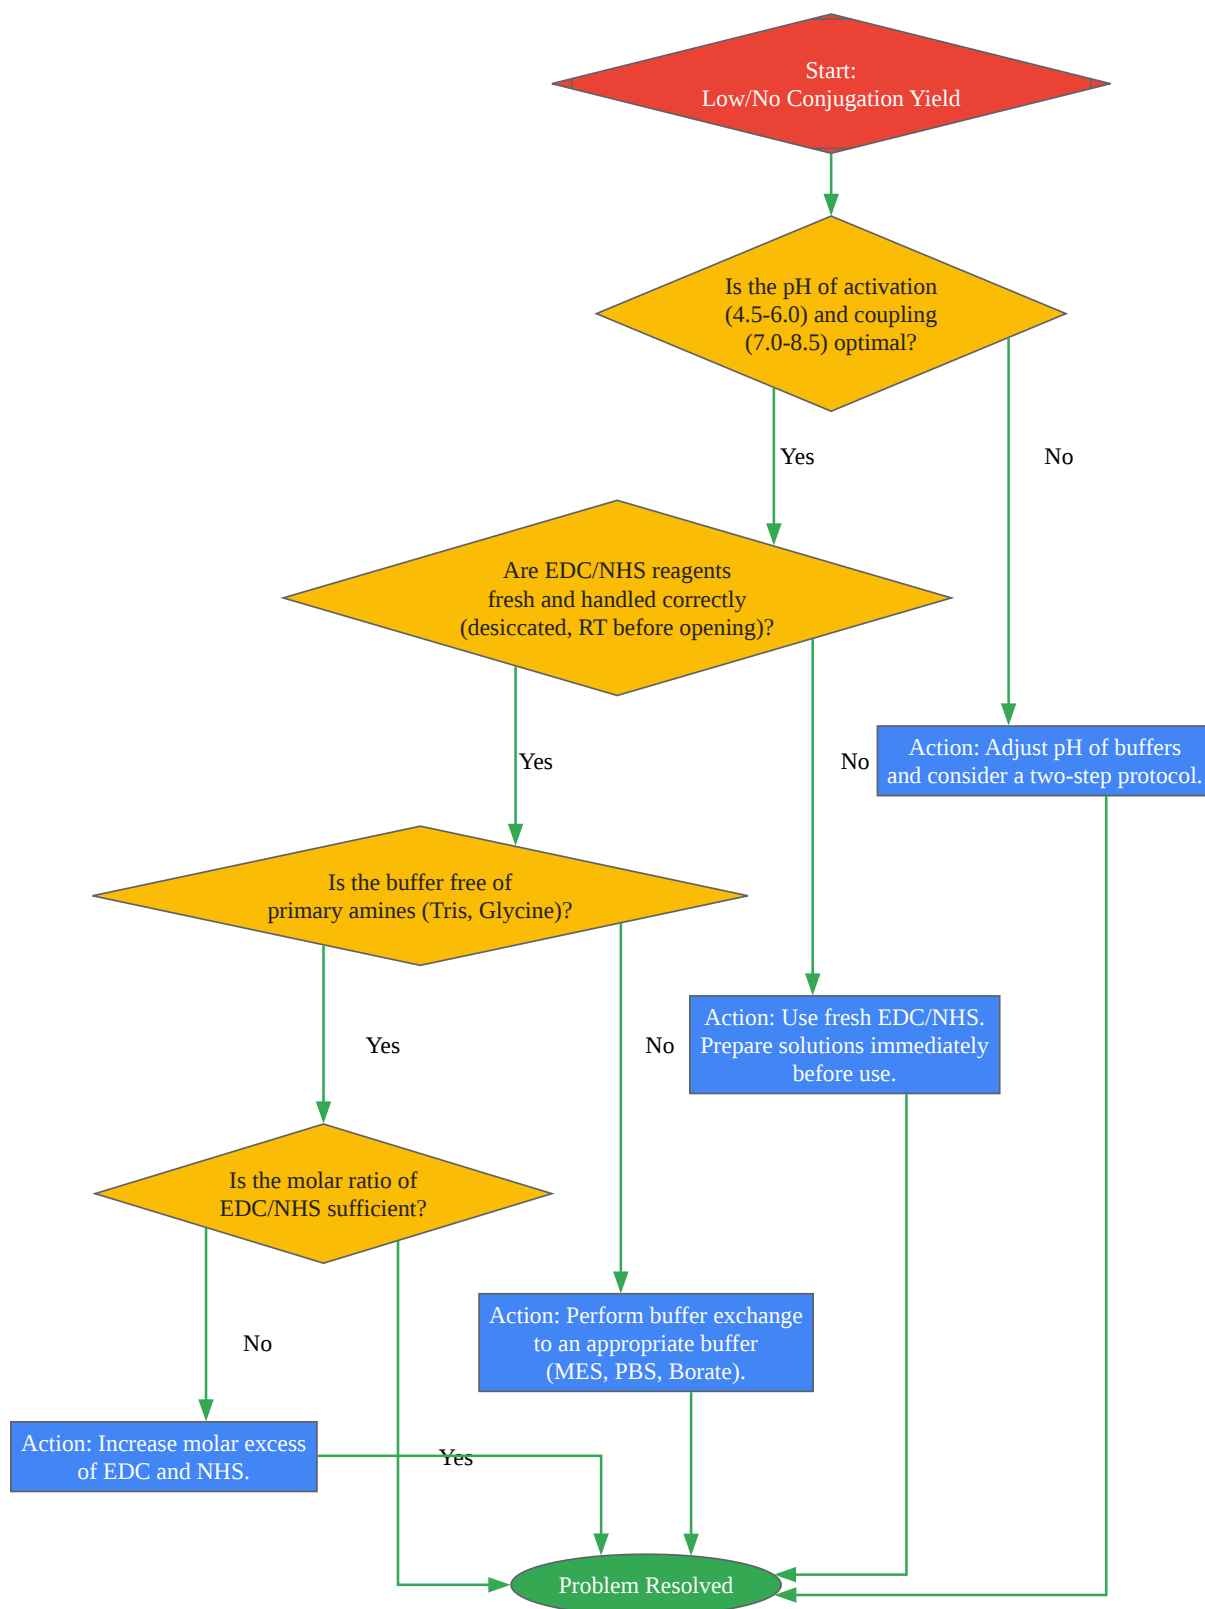 Start:
Low/No Conjugation Yield
Is the pH of activation
(4.5-6.0) and coupling
(7.0-8.5) optimal?
Yes
No
Are EDC/NHS reagents
fresh and handled correctly
(desiccated, RT before opening)?
Action: Adjust pH of buffers
and consider a two-step protocol.
Yes
No
Is the buffer free of
primary amines (Tris, Glycine)?
Action: Use fresh EDC/NHS.
Prepare solutions immediately
before use.
Yes
No
Is the molar ratio of
EDC/NHS sufficient?
Action: Perform buffer exchange
to an appropriate buffer
(MES, PBS, Borate).
No
Action: Increase molar excess
of EDC and NHS.
Yes
Problem Resolved